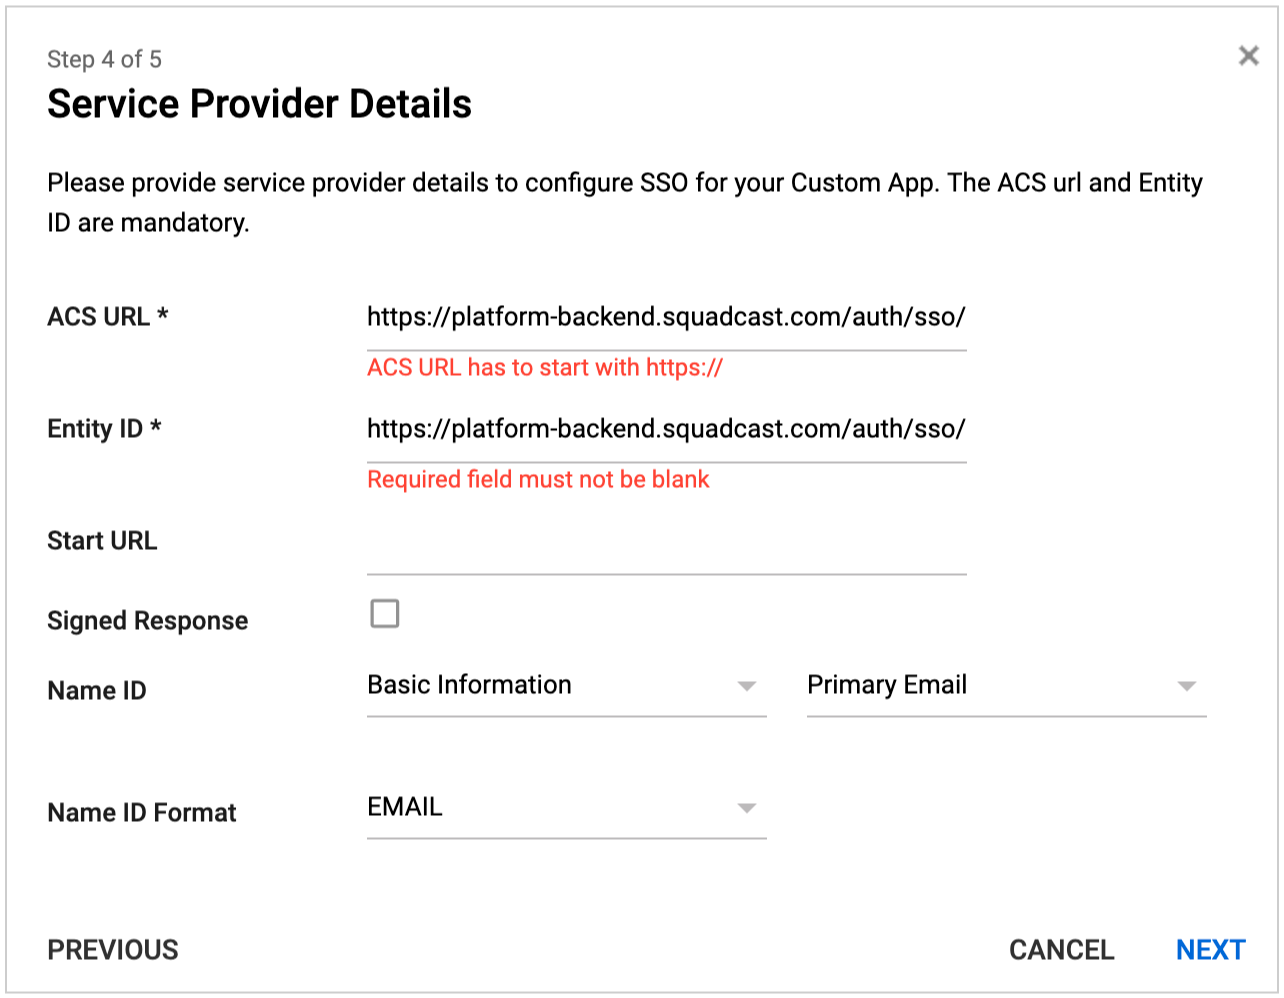 Step 4 of 5
Service Provider Details
Please provide service provider details to configure SSO for your Custom App. The ACS url and Entity
ID are mandatory.
ACS URL * https://platform-backend.squadcast.com/auth/sso/
ACS URL has to start with https://
Entity ID * https://platform-backend.squadcast.com/auth/sso/
Required field must not be blank
Start URL
Signed Response
Name ID Basic Information Primary Email
Name ID Format EMAIL
PREVIOUS CANCEL NEXT